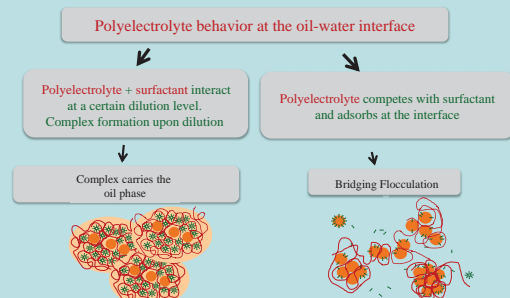 Polyelectrolyte behavior at the oil-water interface
Polyelectrolyte + surfactant interact
at a certain dilution level.
Complex formation upon dilution
Polyelectrolyte competes with surfactant
and adsorbs at the interface
Complex carries the
oil phase
Bridging Flocculation